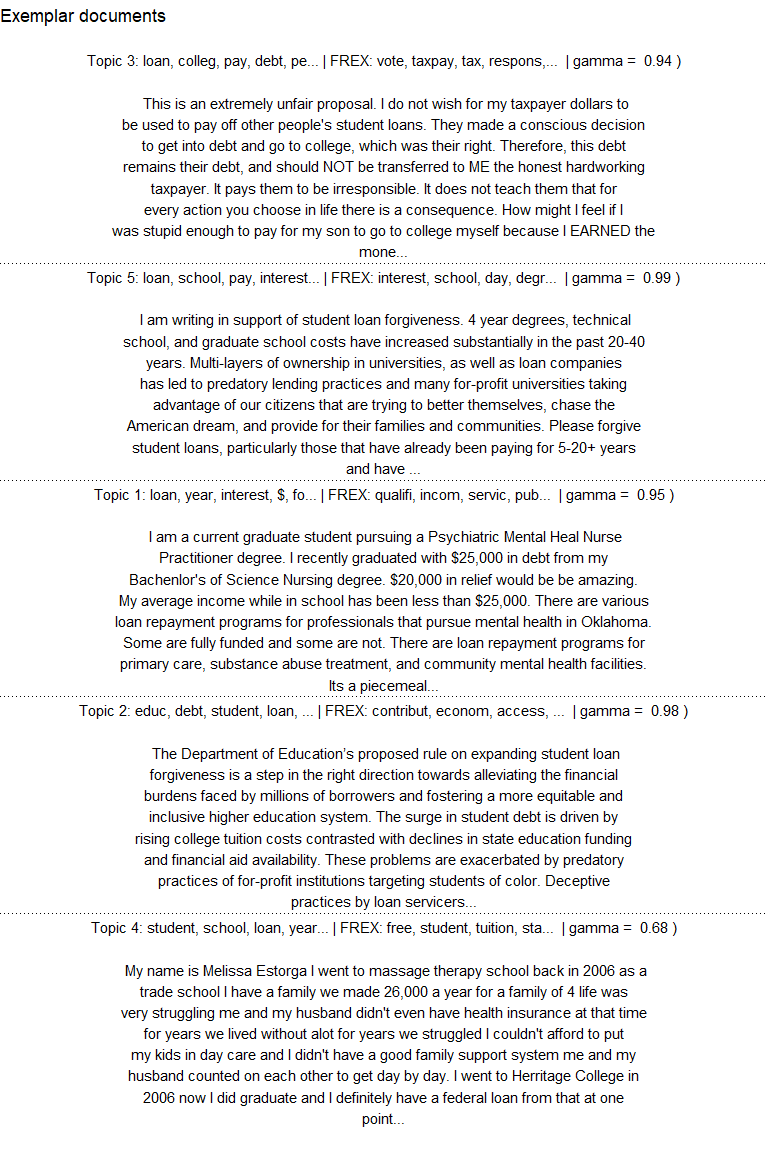 Exemplar documents
Topic 3: loan, colleg, pay, debt, pe... | FREX: vote, taxpay, tax, respons,... | gamma = 0.94 )
This is an extremely unfair proposal. I do not wish for my taxpayer dollars to
be used to pay off other people's student loans. They made a conscious decision
to get into debt and go to college, which was their right. Therefore, this debt
remains their debt, and should NOT be transferred to ME the honest hardworking
taxpayer. It pays them to be irresponsible. It does not teach them that for
every action you choose in life there is a consequence. How might I feel if I
was stupid enough to pay for my son to go to college myself because I EARNED the
mone...
Topic 5: loan, school, pay, interest... | FREX: interest, school, day, degr... | gamma = 0.99 )
I am writing in support of student loan forgiveness. 4 year degrees, technical
school, and graduate school costs have increased substantially in the past 20-40
years. Multi-layers of ownership in universities, as well as loan companies
has led to predatory lending practices and many for-profit universities taking
advantage of our citizens that are trying to better themselves, chase the
American dream, and provide for their families and communities. Please forgive
student loans, particularly those that have already been paying for 5-20+ years
and have ...
Topic 1: loan, year, interest, $, fo... | FREX: qualifi, incom, servic, pub... | gamma = 0.95 )
I am a current graduate student pursuing a Psychiatric Mental Heal Nurse
Practitioner degree. I recently graduated with $25,000 in debt from my
Bachenlor's of Science Nursing degree. $20,000 in relief would be be amazing.
My average income while in school has been less than $25,000. There are various
loan repayment programs for professionals that pursue mental health in Oklahoma.
Some are fully funded and some are not. There are loan repayment programs for
primary care, substance abuse treatment, and community mental health facilities.
Its a piecemeal...
Topic 2: educ, debt, student, loan, ... | FREX: contribut, econom, access, ... | gamma = 0.98 )
The Department of Education’s proposed rule on expanding student loan
forgiveness is a step in the right direction towards alleviating the financial
burdens faced by millions of borrowers and fostering a more equitable and
inclusive higher education system. The surge in student debt is driven by
rising college tuition costs contrasted with declines in state education funding
and financial aid availability. These problems are exacerbated by predatory
practices of for-profit institutions targeting students of color. Deceptive
practices by loan servicers...
Topic 4: student, school, loan, year... | FREX: free, student, tuition, sta... | gamma = 0.68 )
My name is Melissa Estorga I went to massage therapy school back in 2006 as a
trade school I have a family we made 26,000 a year for a family of 4 life was
very struggling me and my husband didn't even have health insurance at that time
for years we lived without alot for years we struggled I couldn't afford to put
my kids in day care and I didn't have a good family support system me and my
husband counted on each other to get day by day. I went to Herritage College in
2006 now I did graduate and I definitely have a federal loan from that at one
point...